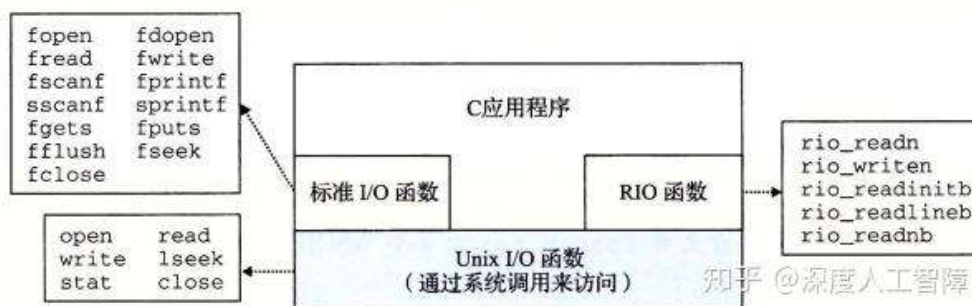 fopen fdopen
fread fwrite
fscanf fprintf
sscanf sprintf
fgets fputs
fflush fseek
fclose
C应用程序
标准 I/O 函数
RIO 函数
rio_readn
rio_writen
rio_readinitb
rio_readlineb
rio_readnb
open read
write lseek
stat close
Unix I/O 函数
(通过系统调用来访问)
知乎 @深度人工智障